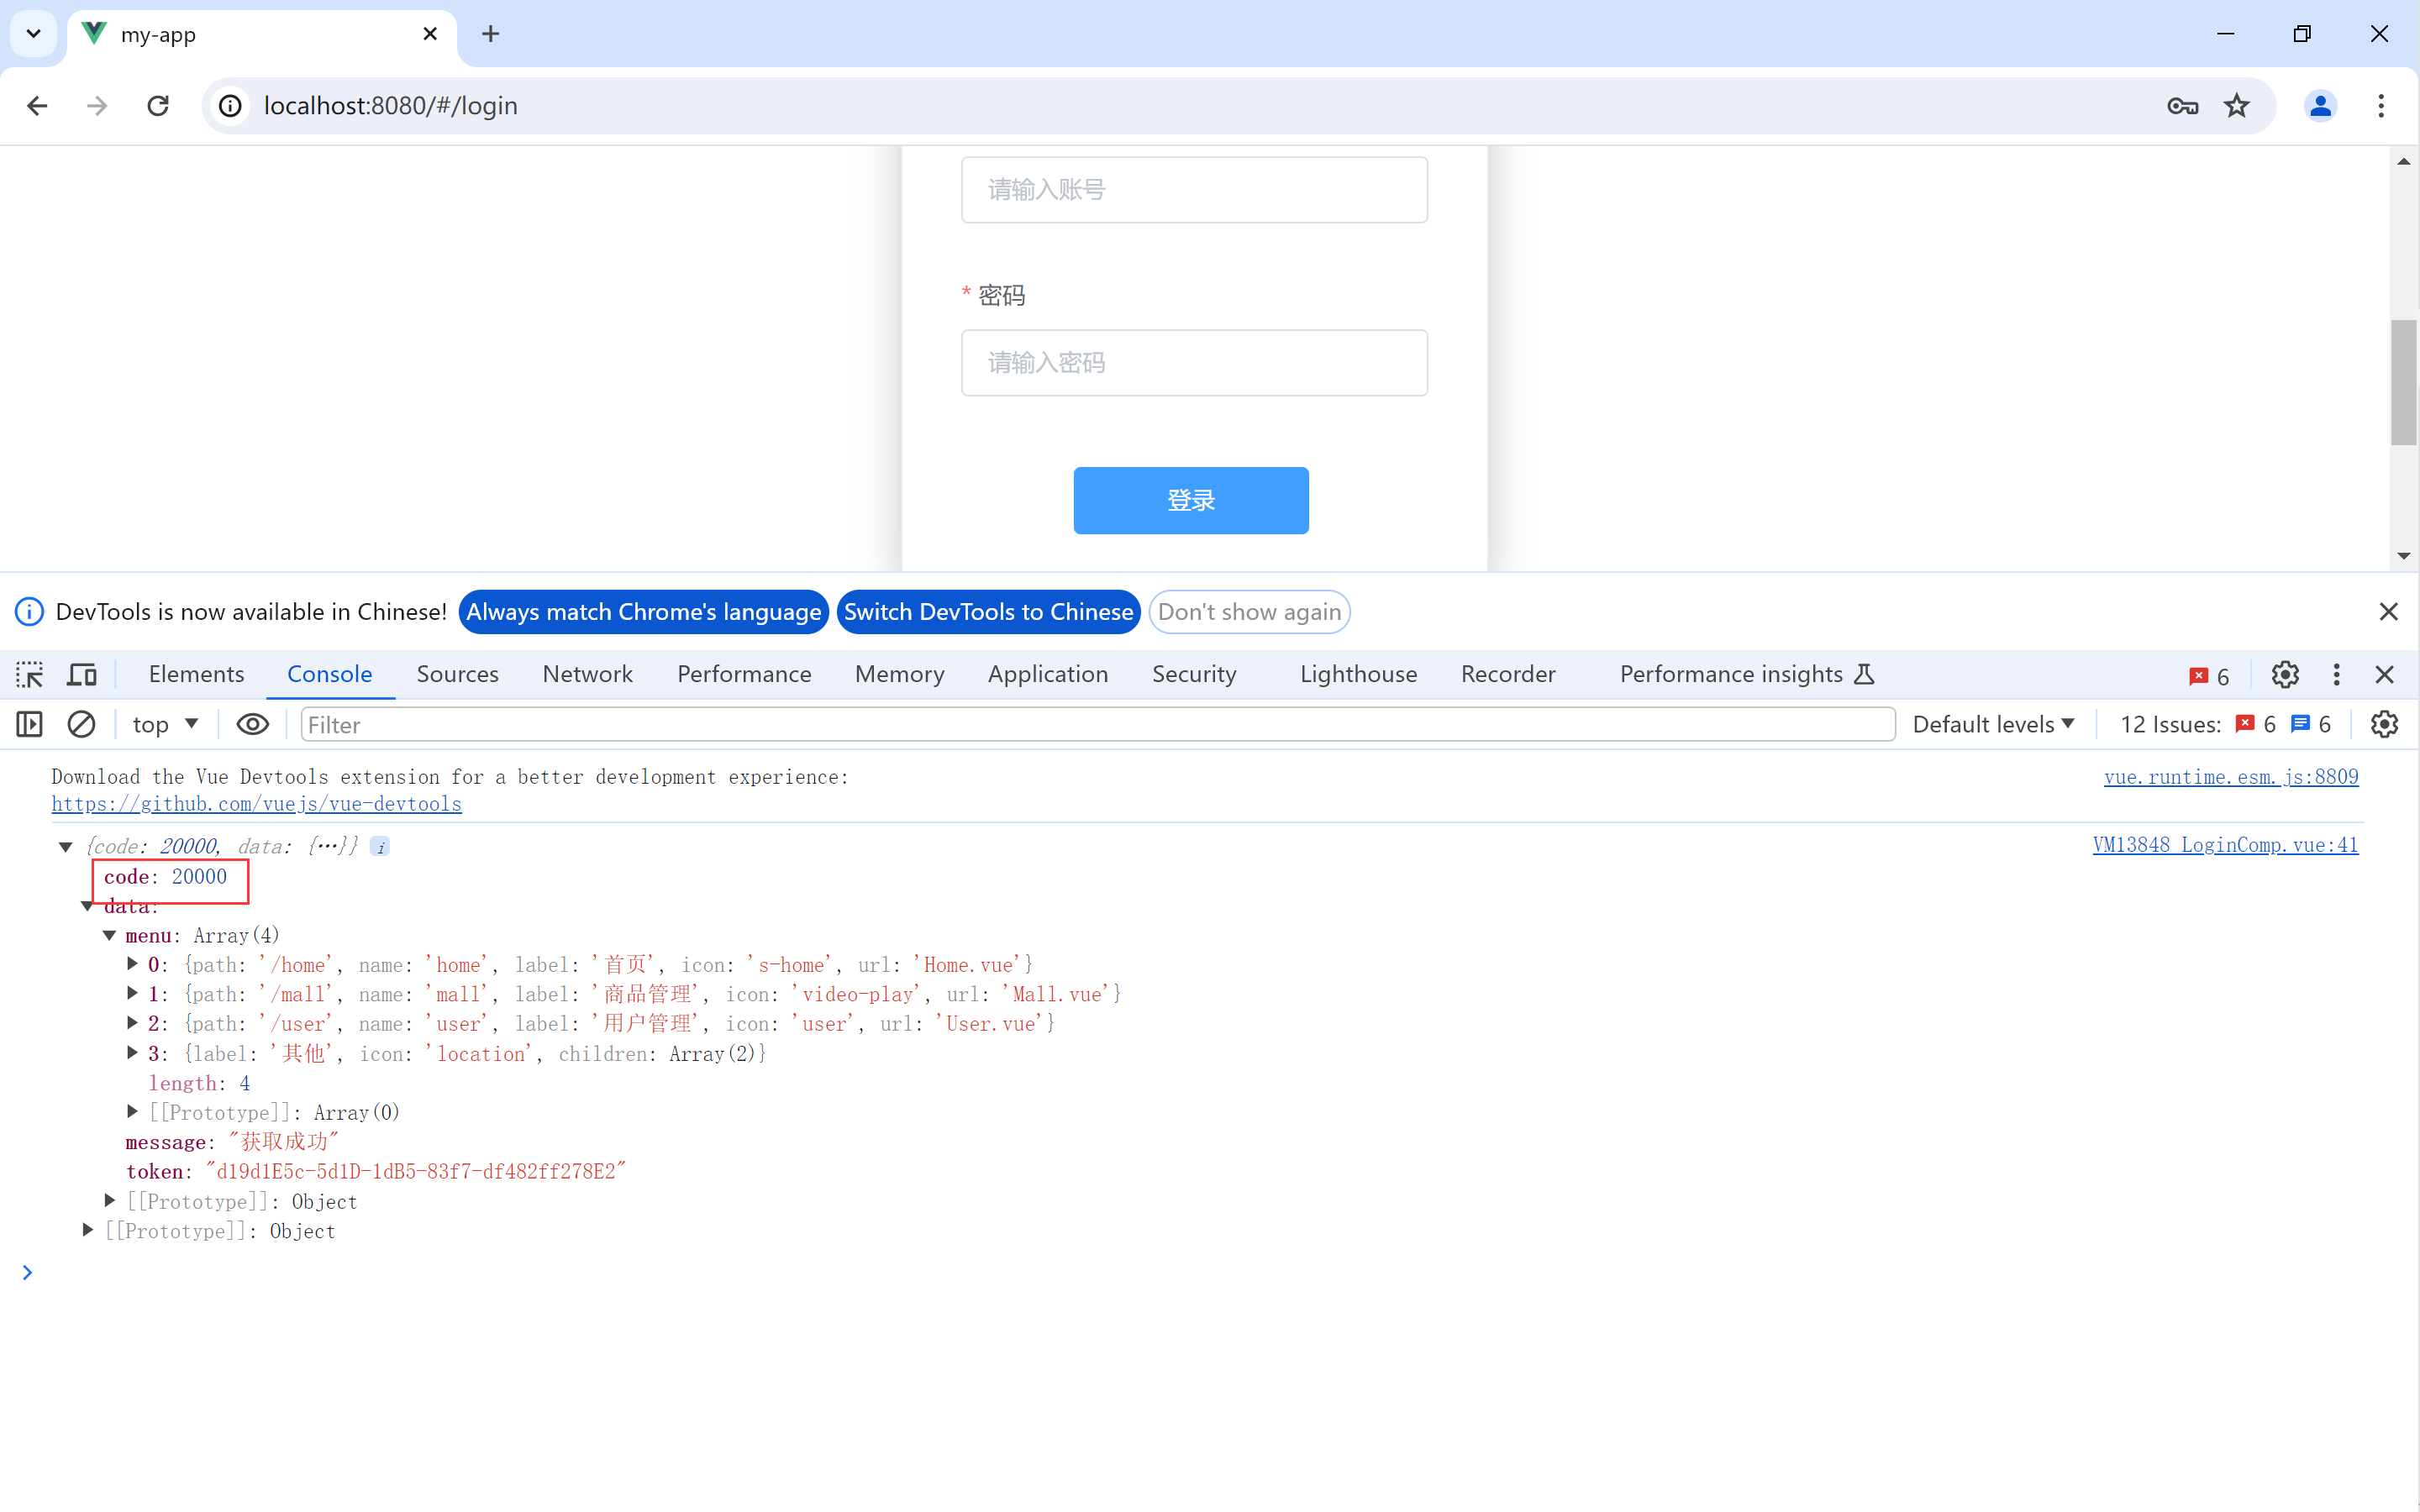 my-app
localhost:8080/#/login
请输入账号
* 密码
请输入密码
登录
DevTools is now available in Chinese! Always match Chrome's language Switch DevTools to Chinese Don't show again
Elements Console Sources Network Performance Memory Application Security Lighthouse Recorder Performance insights 6
top Filter Default levels 12 Issues: 6 6
Download the Vue Devtools extension for a better development experience: vue.runtime.esm.js:8809
https://github.com/vuejs/vue-devtools
{code: 20000, data: {…}} i VM13848 LoginComp.vue:41
code: 20000
data:
menu: Array(4)
0: {path: '/home', name: 'home', label: '首页', icon: 's-home', url: 'Home.vue'}
1: {path: '/mall', name: 'mall', label: '商品管理', icon: 'video-play', url: 'Mall.vue'}
2: {path: '/user', name: 'user', label: '用户管理', icon: 'user', url: 'User.vue'}
3: {label: '其他', icon: 'location', children: Array(2)}
length: 4
[[Prototype]]: Array(0)
message: "获取成功"
token: "d19d1E5c-5d1D-1dB5-83f7-df482ff278E2"
[[Prototype]]: Object
[[Prototype]]: Object